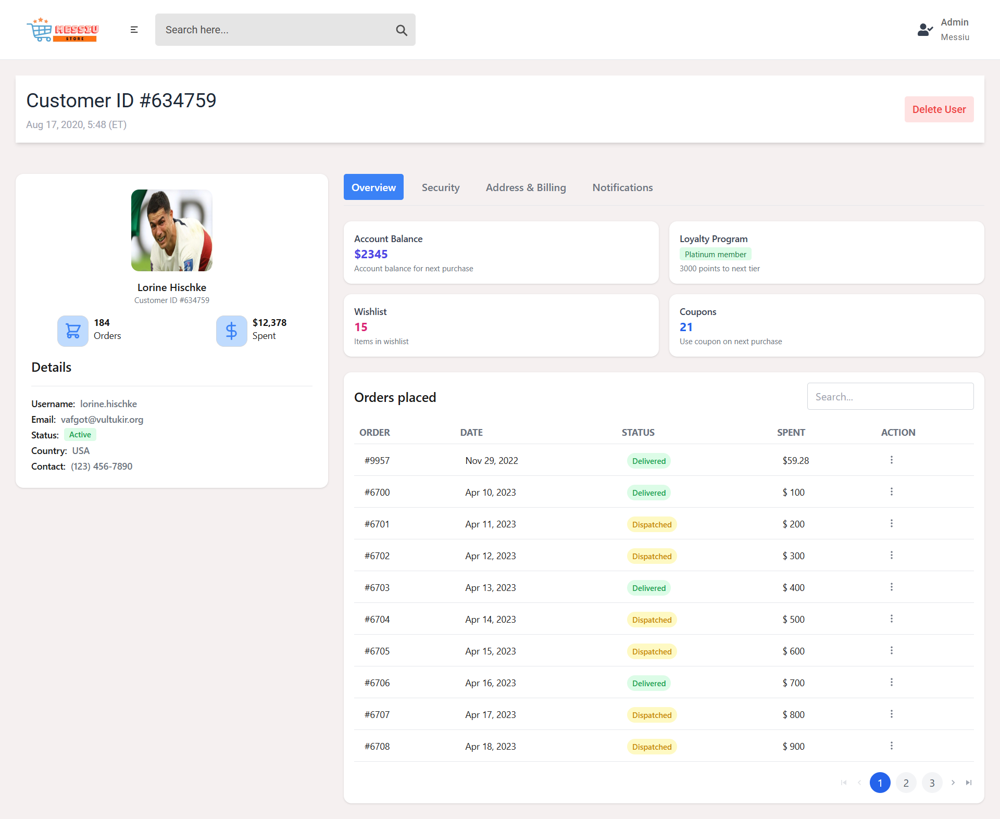 MESSIU
STORE
Search here...
Admin
Messiu
Customer ID #634759
Aug 17, 2020, 5:48 (ET)
Delete User
Lorine Hischke
Customer ID #634759
184
Orders
$12,378
Spent
Details
Username: lorine.hischke
Email: vafgot@vultukir.org
Status: Active
Country: USA
Contact: (123) 456-7890
Overview Security Address & Billing Notifications
Account Balance
$2345
Account balance for next purchase
Loyalty Program
Platinum member
3000 points to next tier
Wishlist
15
Items in wishlist
Coupons
21
Use coupon on next purchase
Orders placed
Search...
ORDER DATE STATUS SPENT ACTION
#9957 Nov 29, 2022 Delivered $59.28
#6700 Apr 10, 2023 Delivered $ 100
#6701 Apr 11, 2023 Dispatched $ 200
#6702 Apr 12, 2023 Dispatched $ 300
#6703 Apr 13, 2023 Delivered $ 400
#6704 Apr 14, 2023 Dispatched $ 500
#6705 Apr 15, 2023 Dispatched $ 600
#6706 Apr 16, 2023 Delivered $ 700
#6707 Apr 17, 2023 Dispatched $ 800
#6708 Apr 18, 2023 Dispatched $ 900
1 2 3